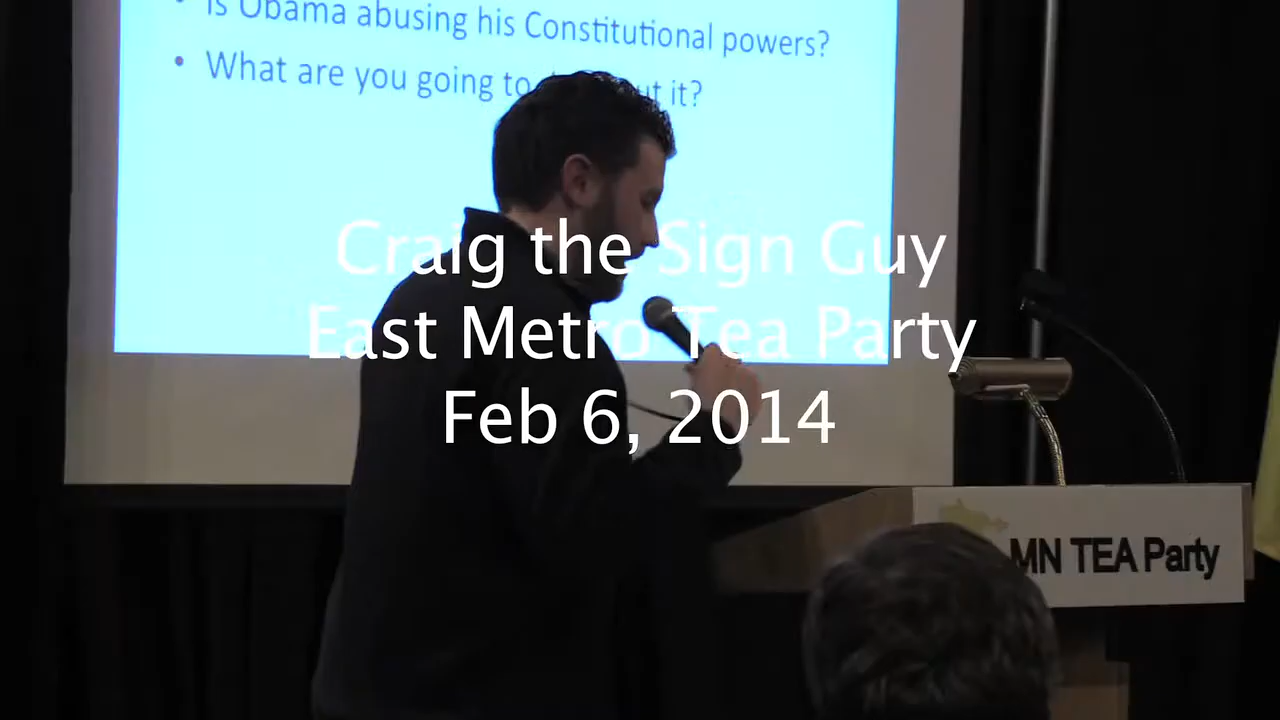 • Is Obama abusing his Constitutional powers?
• What are you going to it?
Craig the Sign Guy
East Metro Tea Party
Feb 6, 2014
MN TEA Party